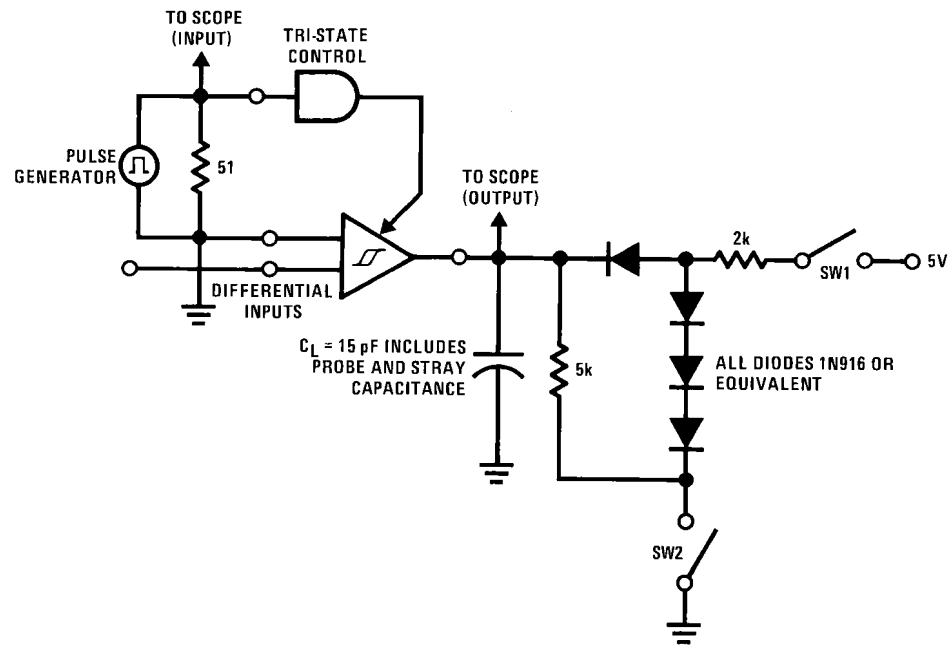 TO SCOPE
(INPUT)
TRI-STATE
CONTROL
PULSE
GENERATOR
51
TO SCOPE
(OUTPUT)
2k
SW1
5V
DIFFERENTIAL
INPUTS
CL = 15 pF INCLUDES
PROBE AND STRAY
CAPACITANCE
5k
ALL DIODES 1N916 OR
EQUIVALENT
SW2